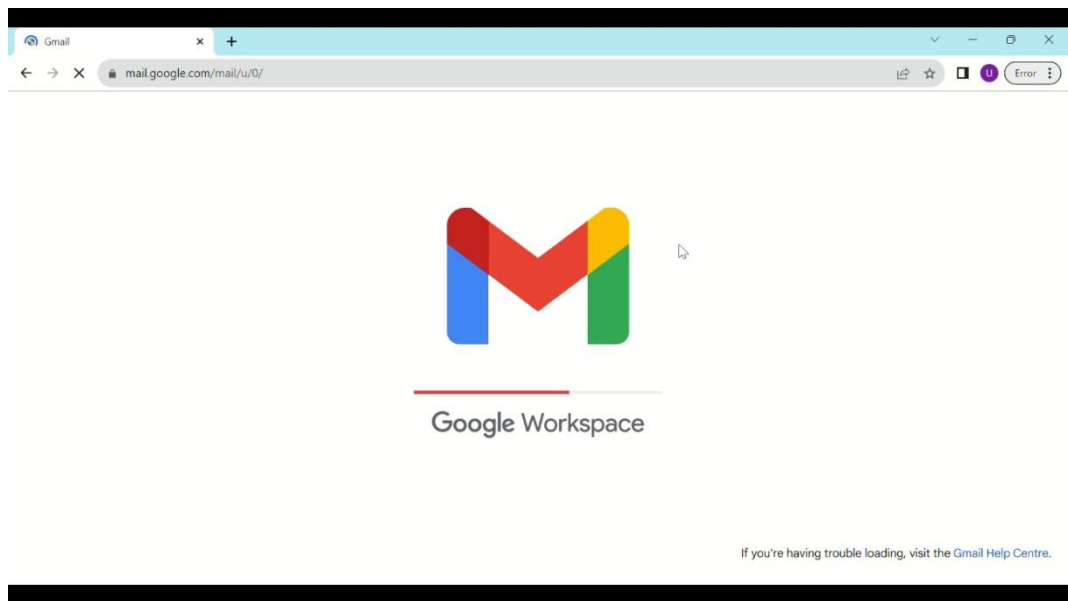 Gmail
mail.google.com/mail/u/0/
U
Error
Google Workspace
If you're having trouble loading, visit the Gmail Help Centre.